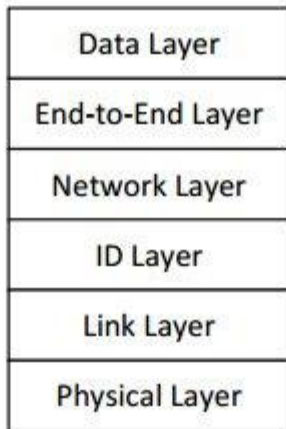 Data Layer
End-to-End Layer
Network Layer
ID Layer
Link Layer
Physical Layer